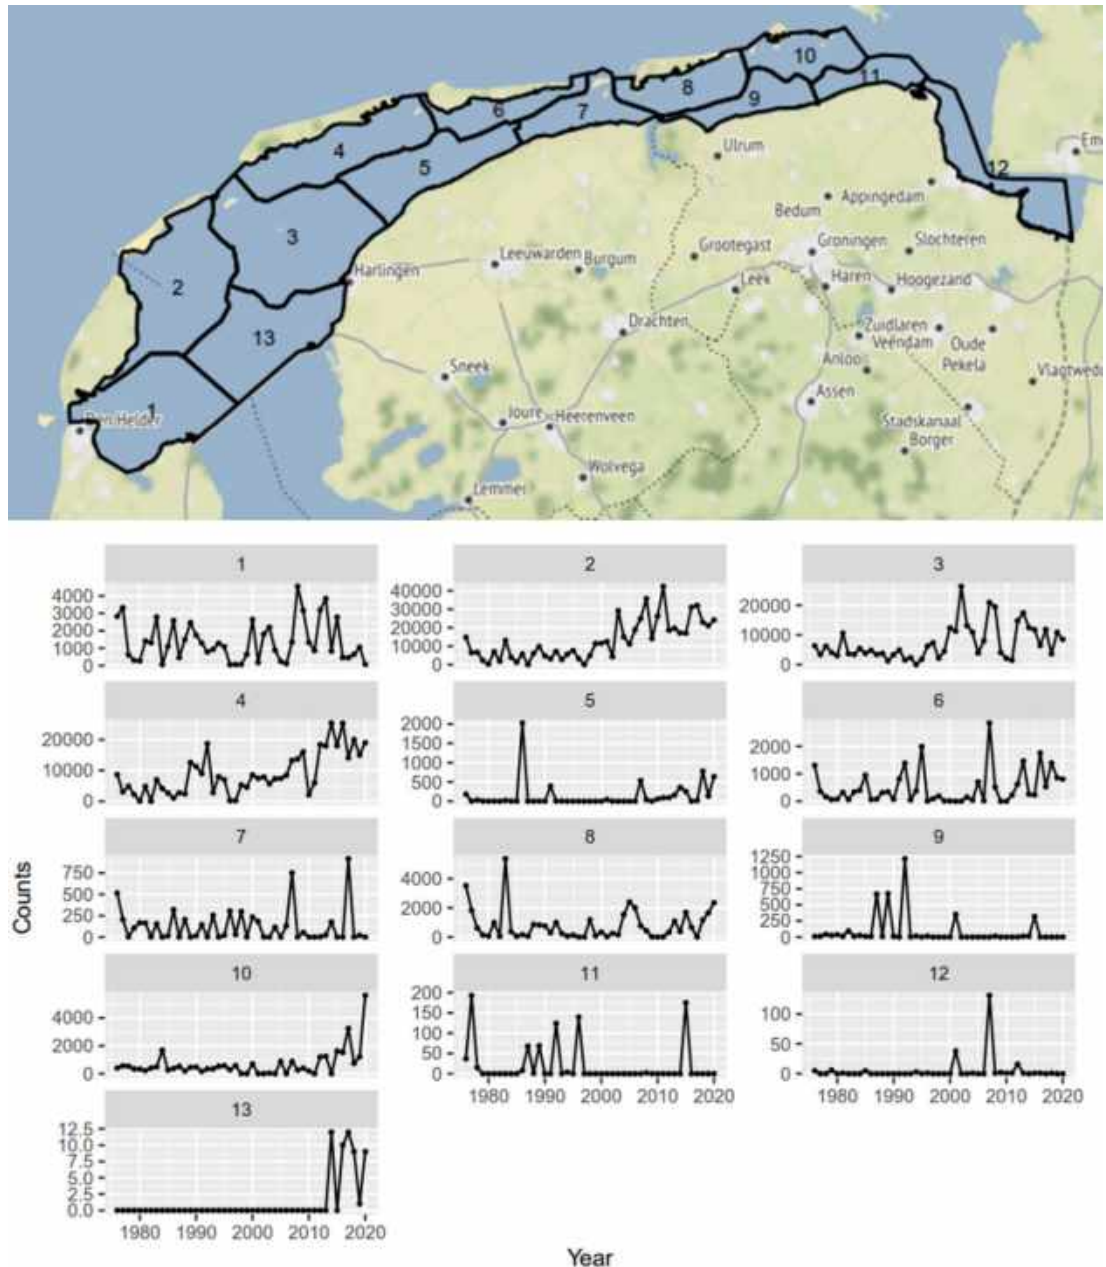 10
11
8
9
6
7
Ulrum
Em
4
5
12
Appingedam
Bedum
3
Leeuwarden Burgum
Grootegast
Groningen
Slochteren
Harlingen
2
Leek
Haren
Hoogezand
13
Drachten
Zuidlaren
Veendam
Oude
Pekela
Anloo
Sneek
Vlagtwed
Assen
1
Den Helder
Joure
Heerenveen
Stadskanaal
Borger
Wolvega
Lemmer
1
2
3
4000
3000
2000
1000
0
40000
30000
20000
10000
0
20000
10000
0
4
5
6
20000
10000
0
2000
1500
1000
500
0
2000
1000
0
7
8
9
750
500
250
0
4000
2000
0
1250
1000
750
500
250
0
10
11
12
4000
2000
0
200
150
100
50
0
100
50
0
1980 1990 2000 2010 2020
1980 1990 2000 2010 2020
13
12.5
10.0
7.5
5.0
2.5
0.0
1980 1990 2000 2010 2020
Counts
Year